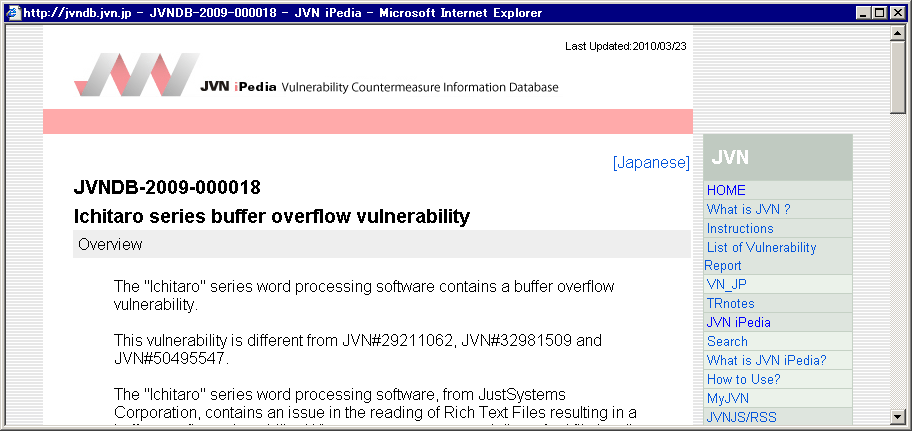 http://jvndb.jvn.jp - JVNDB-2009-000018 - JVN iPedia - Microsoft Internet Explorer
Last Updated:2010/03/23
JVN iPedia Vulnerability Countermeasure Information Database
[Japanese]
JVNDB-2009-000018
Ichitaro series buffer overflow vulnerability
Overview
The "Ichitaro" series word processing software contains a buffer overflow
vulnerability.
This vulnerability is different from JVN#29211062, JVN#32981509 and
JVN#50495547.
The "Ichitaro" series word processing software, from JustSystems
Corporation, contains an issue in the reading of Rich Text Files resulting in a
JVN
HOME
What is JVN ?
Instructions
List of Vulnerability
Report
VN_JP
TRnotes
JVN iPedia
Search
What is JVN iPedia?
How to Use?
MyJVN
JVNJS/RSS